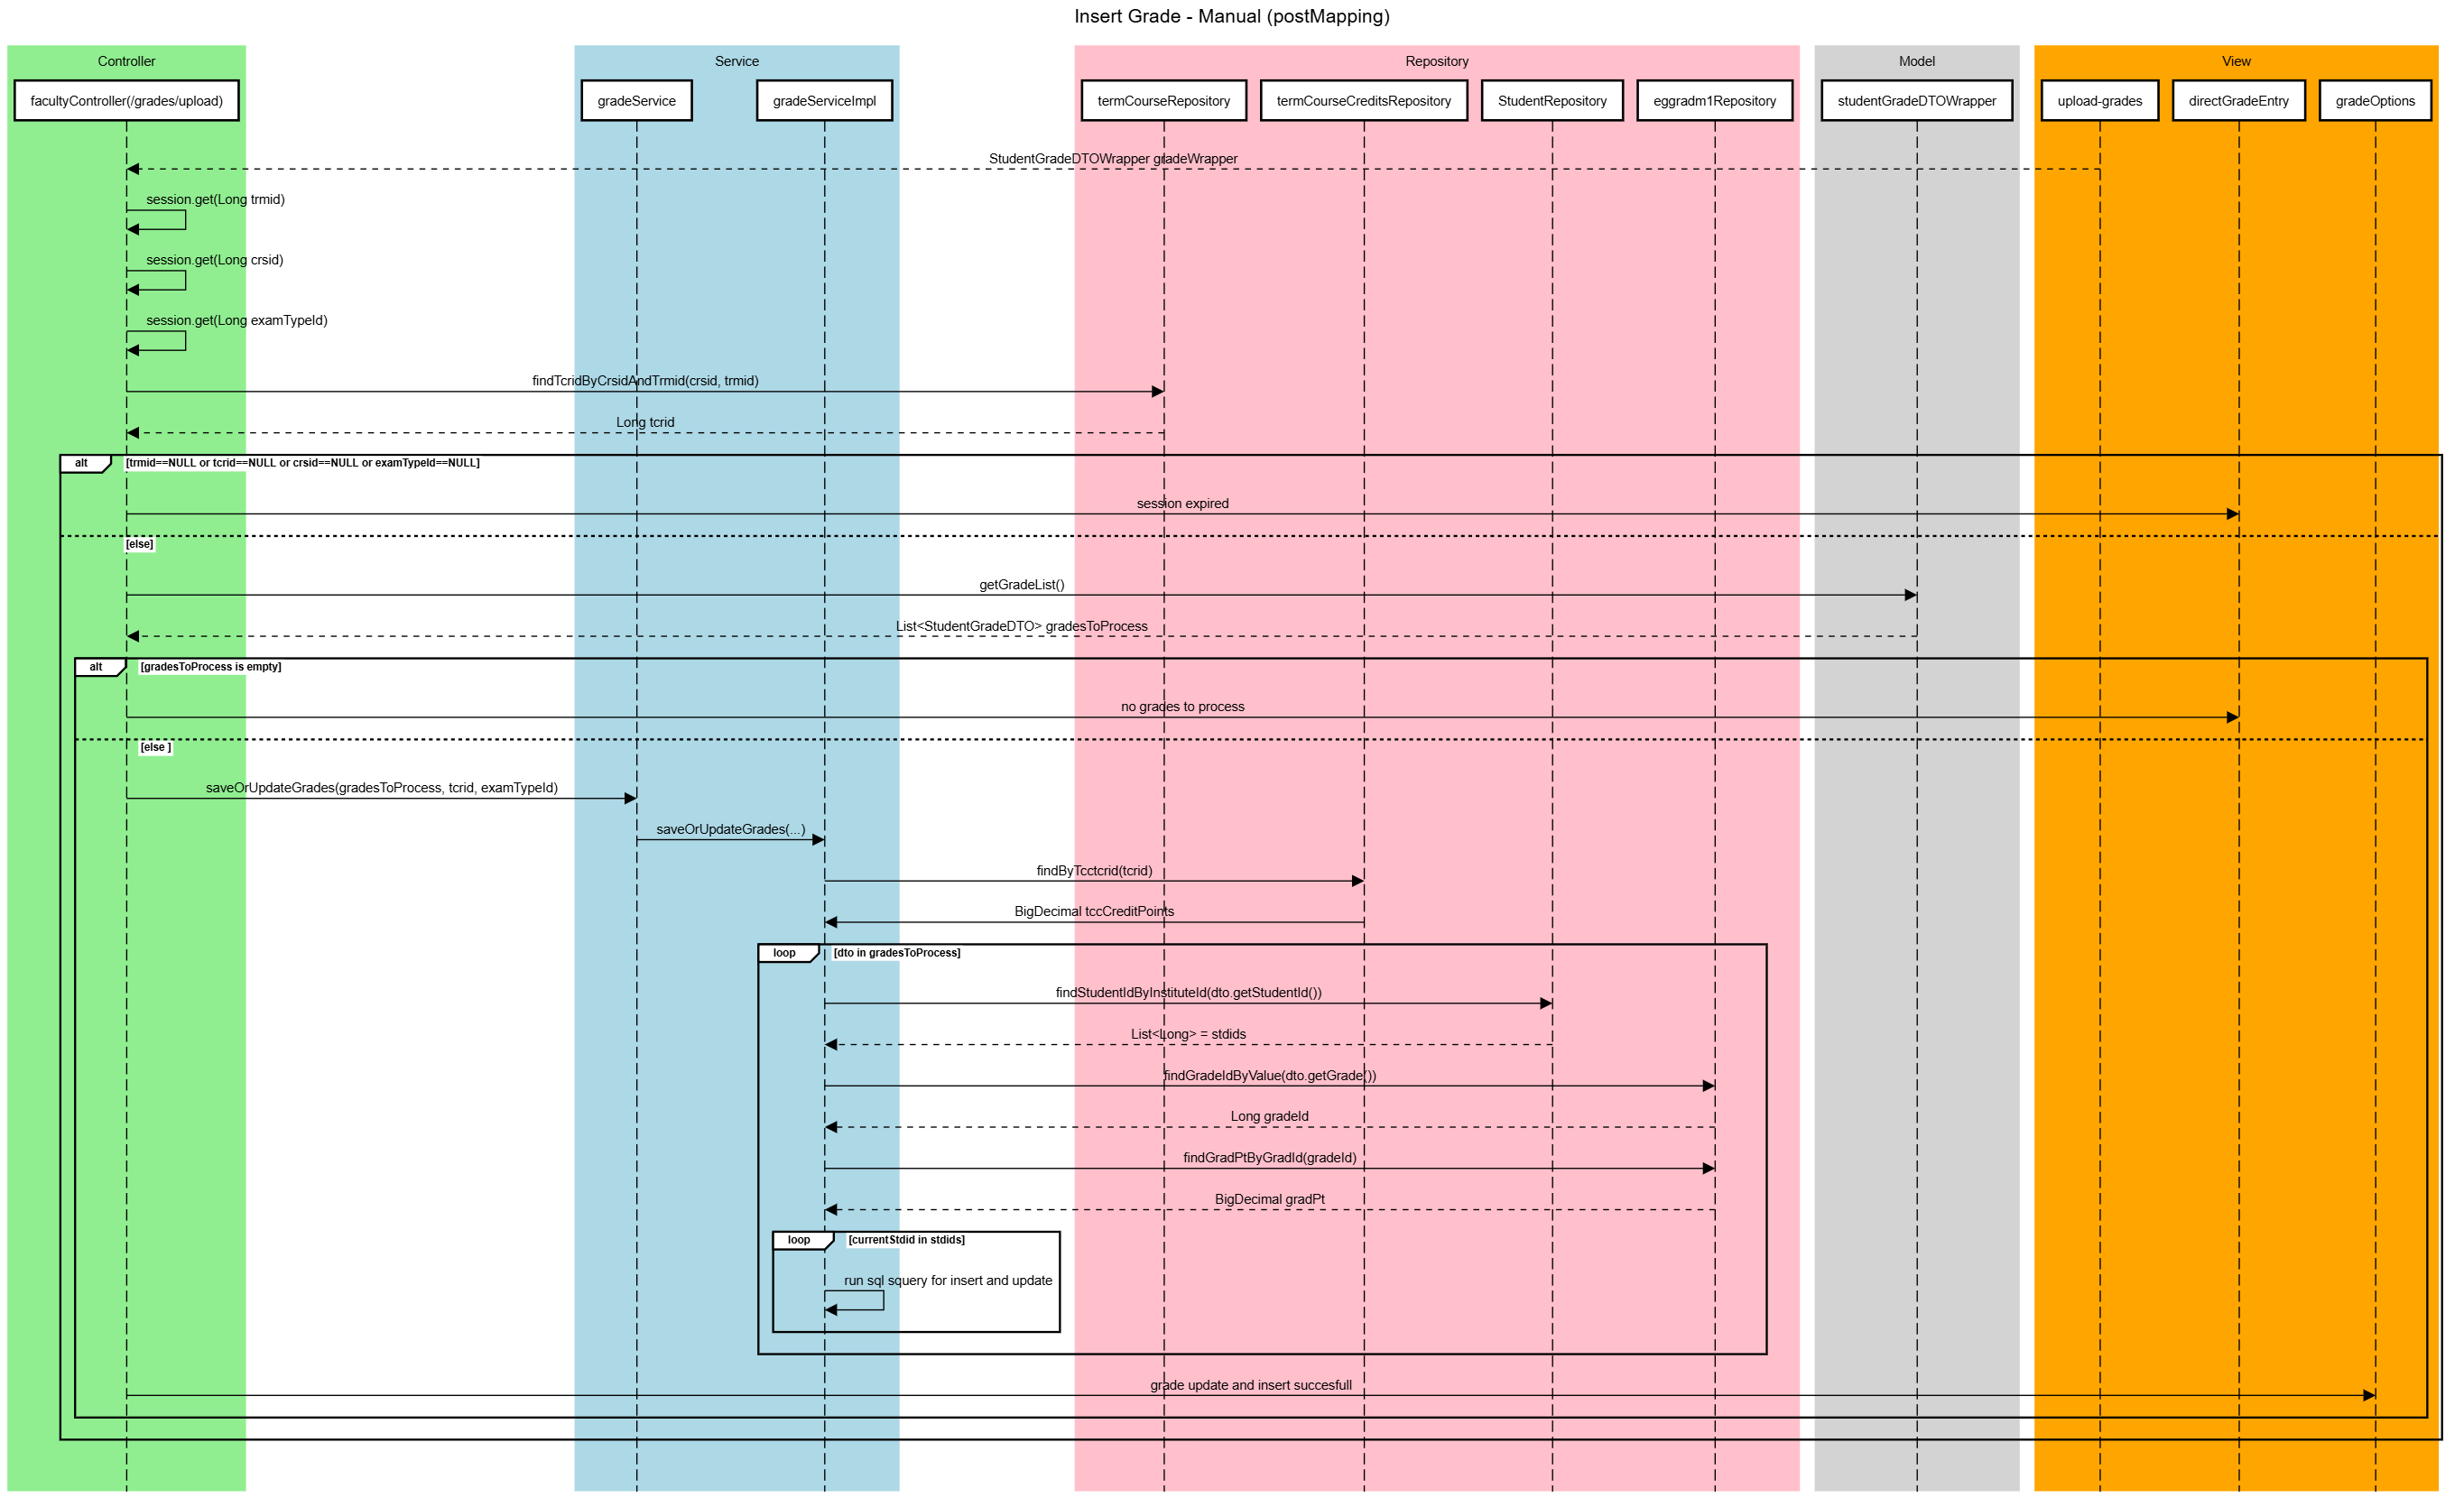 Insert Grade - Manual (postMapping)
Controller
Service
Repository
Model
View
facultyController(/grades/upload)
gradeService
gradeServiceImpl
termCourseRepository
termCourseCreditsRepository
StudentRepository
eggradm1Repository
studentGradeDTOWrapper
upload-grades
directGradeEntry
gradeOptions
StudentGradeDTOWrapper gradeWrapper
session.get(Long trmid)
session.get(Long crsid)
session.get(Long examTypeId)
findTcridByCrsidAndTrmid(crsid, trmid)
Long tcrid
alt [trmid==NULL or tcrid==NULL or crsid==NULL or examTypeId==NULL]
session expired
[else]
getGradeList()
List<StudentGradeDTO> gradesToProcess
alt [gradesToProcess is empty]
no grades to process
[else ]
saveOrUpdateGrades(gradesToProcess, tcrid, examTypeId)
saveOrUpdateGrades(...)
findByTcctcrid(tcrid)
BigDecimal tccCreditPoints
loop [dto in gradesToProcess]
findStudentIdByInstituteId(dto.getStudentId())
List<Long> = stdids
findGradeIdByValue(dto.getGrade())
Long gradeId
findGradPtByGradId(gradeId)
BigDecimal gradPt
loop [currentStdid in stdids]
run sql squery for insert and update
grade update and insert succesfull